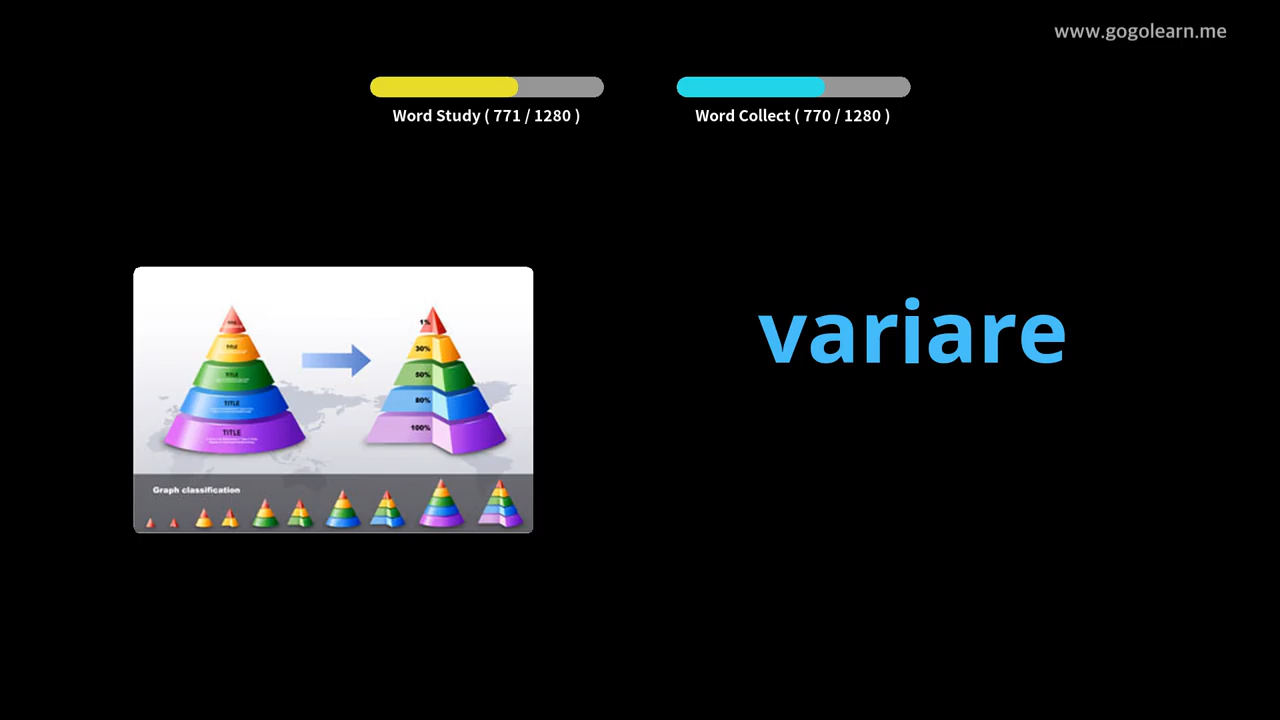 www.gogolearn.me
Word Study ( 771 / 1280 )
Word Collect ( 770 / 1280 )
variare
TITLE
TITLE
TITLE
TITLE
1%
30%
50%
80%
100%
Graph classification